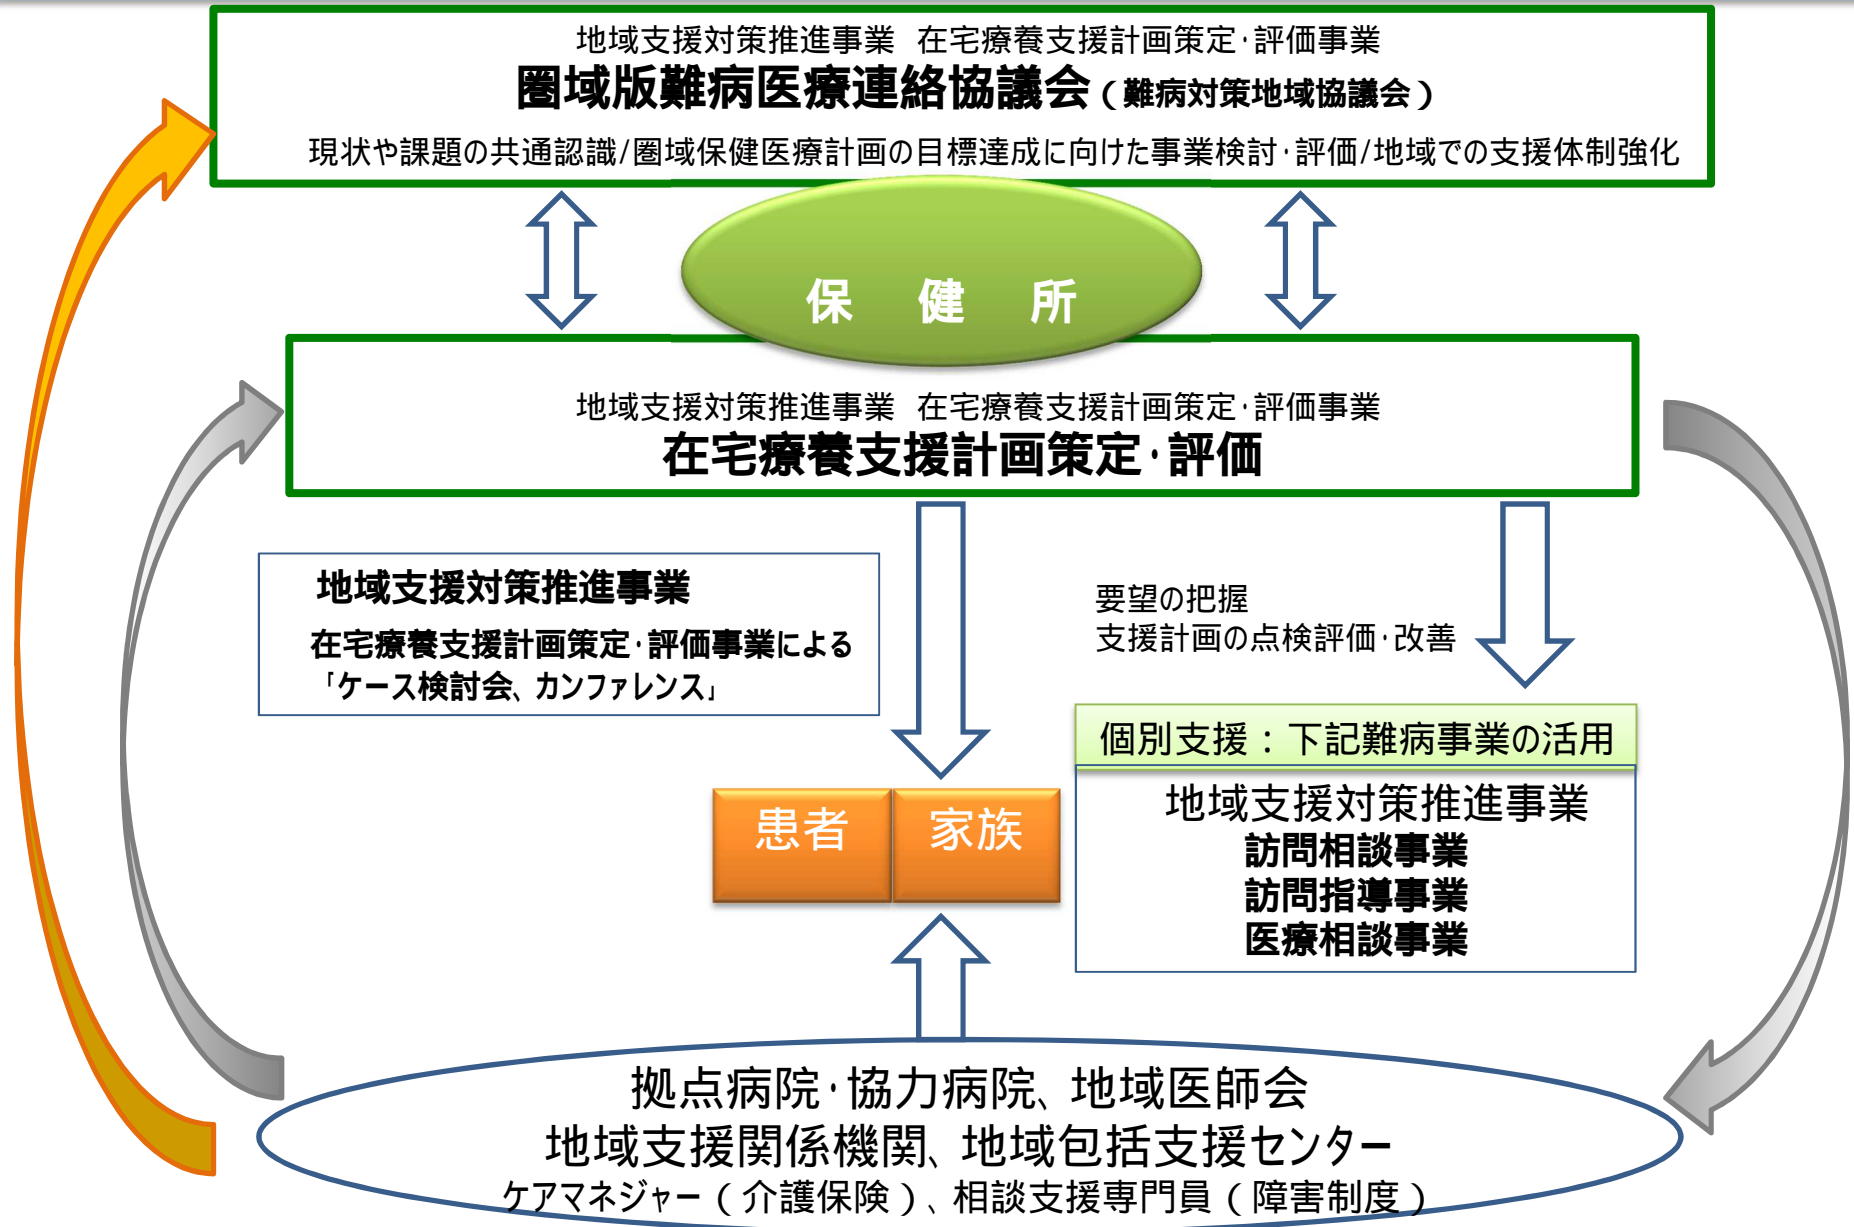 地域支援対策推進事業 在宅療養支援計画策定･評価事業
圏域版難病医療連絡協議会(難病対策地域協議会)
現状や課題の共通認識/圏域保健医療計画の目標達成に向けた事業検討･評価/地域での支援体制強化
保 健 所
地域支援対策推進事業 在宅療養支援計画策定･評価事業
在宅療養支援計画策定･評価
地域支援対策推進事業
在宅療養支援計画策定･評価事業による
｢ケース検討会、カンファレンス｣
要望の把握
支援計画の点検評価･改善
個別支援：下記難病事業の活用
地域支援対策推進事業
訪問相談事業
訪問指導事業
医療相談事業
患者 家族
拠点病院･協力病院、地域医師会
地域支援関係機関、地域包括支援センター
ケアマネジャー(介護保険)、相談支援専門員(障害制度)